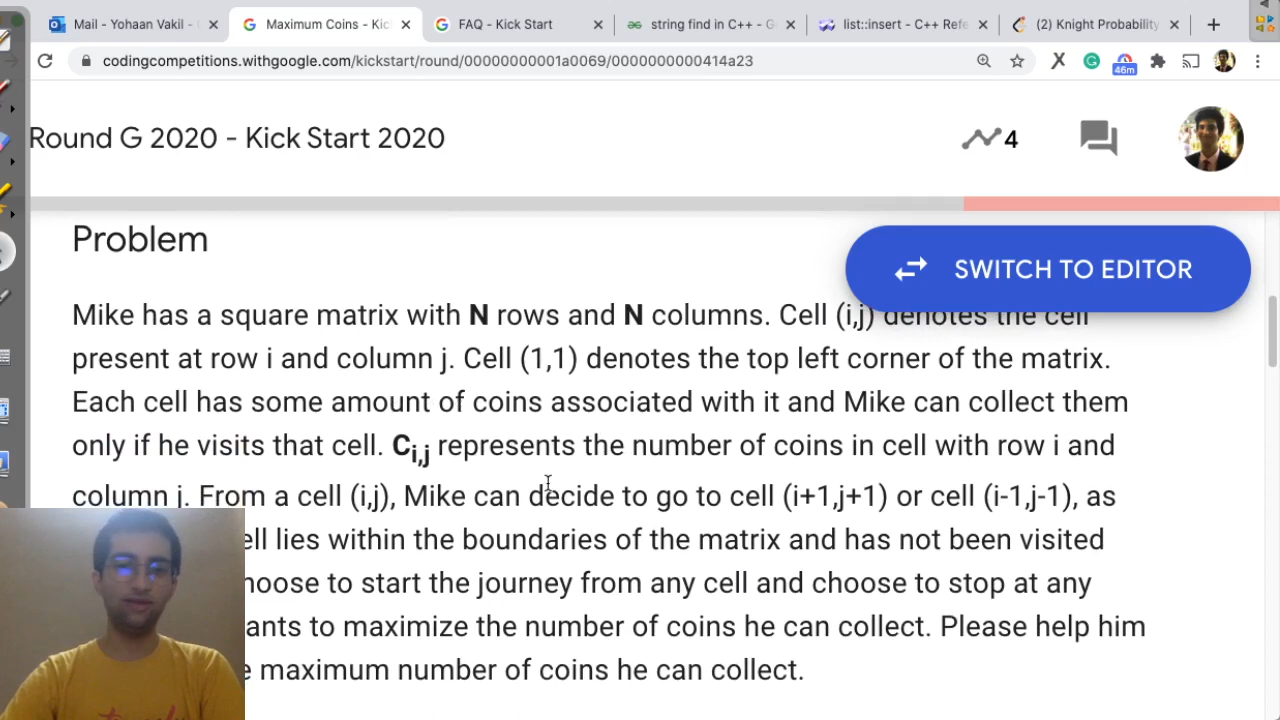 Mail - Yohaan Vakil - Maximum Coins - Kic FAQ - Kick Start string find in C++ - G list::insert - C++ Refe (2) Knight Probability
codingcompetitions.withgoogle.com/kickstart/round/00000000001a0069/0000000000414a23
46m
Round G 2020 - Kick Start 2020
4
Problem
SWITCH TO EDITOR
Mike has a square matrix with N rows and N columns. Cell (i,j) denotes the cell
present at row i and column j. Cell (1,1) denotes the top left corner of the matrix.
Each cell has some amount of coins associated with it and Mike can collect them
only if he visits that cell. Ci,j represents the number of coins in cell with row i and
column j. From a cell (i,j), Mike can decide to go to cell (i+1,j+1) or cell (i-1,j-1), as
ell lies within the boundaries of the matrix and has not been visited
hoose to start the journey from any cell and choose to stop at any
ants to maximize the number of coins he can collect. Please help him
e maximum number of coins he can collect.